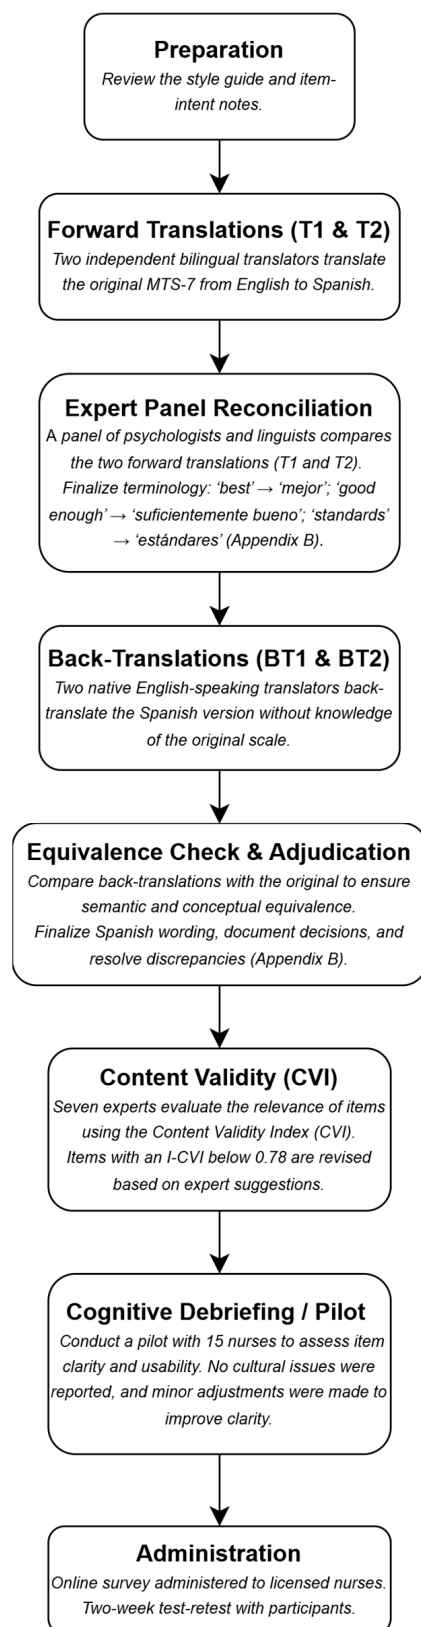 Preparation
Review the style guide and item-
intent notes.
Forward Translations (T1 & T2)
Two independent bilingual translators translate
the original MTS-7 from English to Spanish.
Expert Panel Reconciliation
A panel of psychologists and linguists compares
the two forward translations (T1 and T2).
Finalize terminology: ‘best’ → ‘mejor’; ‘good
enough’ → ‘suficientemente bueno’; ‘standards’
→ ‘estándares’ (Appendix B).
Back-Translations (BT1 & BT2)
Two native English-speaking translators back-
translate the Spanish version without knowledge
of the original scale.
Equivalence Check & Adjudication
Compare back-translations with the original to ensure
semantic and conceptual equivalence.
Finalize Spanish wording, document decisions, and
resolve discrepancies (Appendix B).
Content Validity (CVI)
Seven experts evaluate the relevance of items
using the Content Validity Index (CVI).
Items with an I-CVI below 0.78 are revised
based on expert suggestions.
Cognitive Debriefing / Pilot
Conduct a pilot with 15 nurses to assess item
clarity and usability. No cultural issues were
reported, and minor adjustments were made to
improve clarity.
Administration
Online survey administered to licensed nurses.
Two-week test-retest with participants.